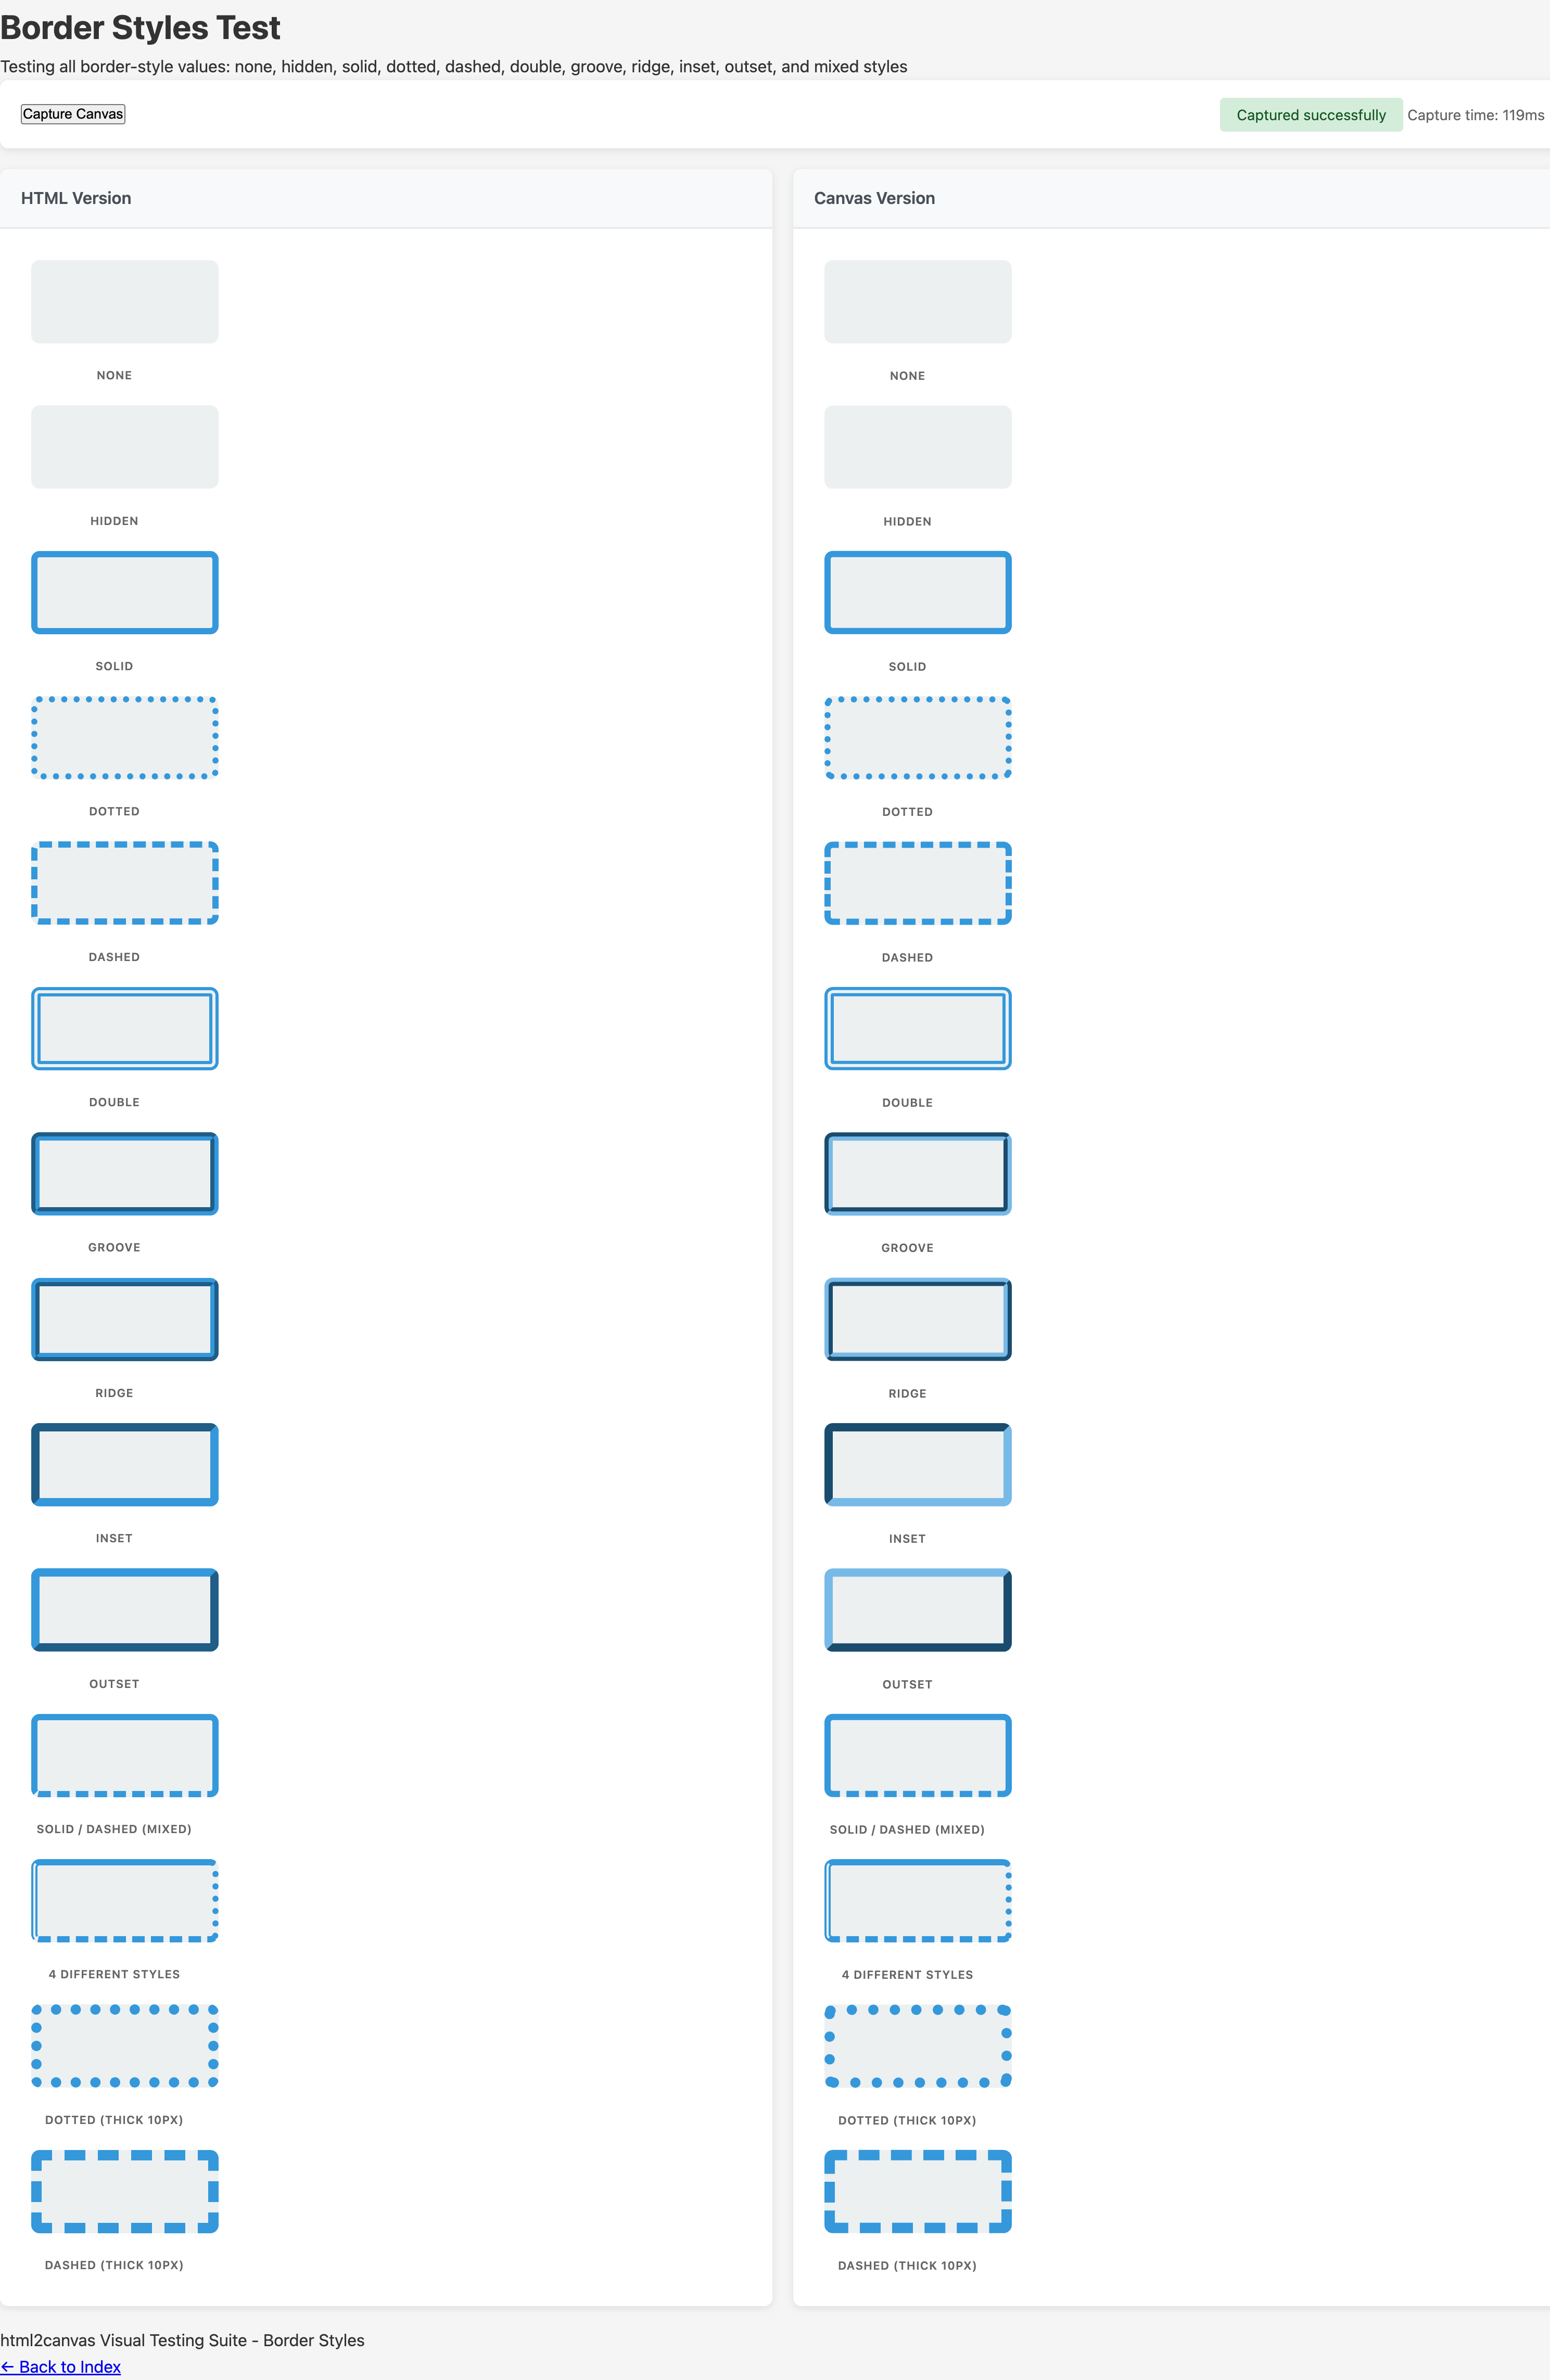 Border Styles Test
Testing all border-style values: none, hidden, solid, dotted, dashed, double, groove, ridge, inset, outset, and mixed styles
Capture Canvas
Captured successfully
Capture time: 119ms
HTML Version
NONE
HIDDEN
SOLID
DOTTED
DASHED
DOUBLE
GROOVE
RIDGE
INSET
OUTSET
SOLID / DASHED (MIXED)
4 DIFFERENT STYLES
DOTTED (THICK 10PX)
DASHED (THICK 10PX)
Canvas Version
NONE
HIDDEN
SOLID
DOTTED
DASHED
DOUBLE
GROOVE
RIDGE
INSET
OUTSET
SOLID / DASHED (MIXED)
4 DIFFERENT STYLES
DOTTED (THICK 10PX)
DASHED (THICK 10PX)
html2canvas Visual Testing Suite - Border Styles
← Back to Index